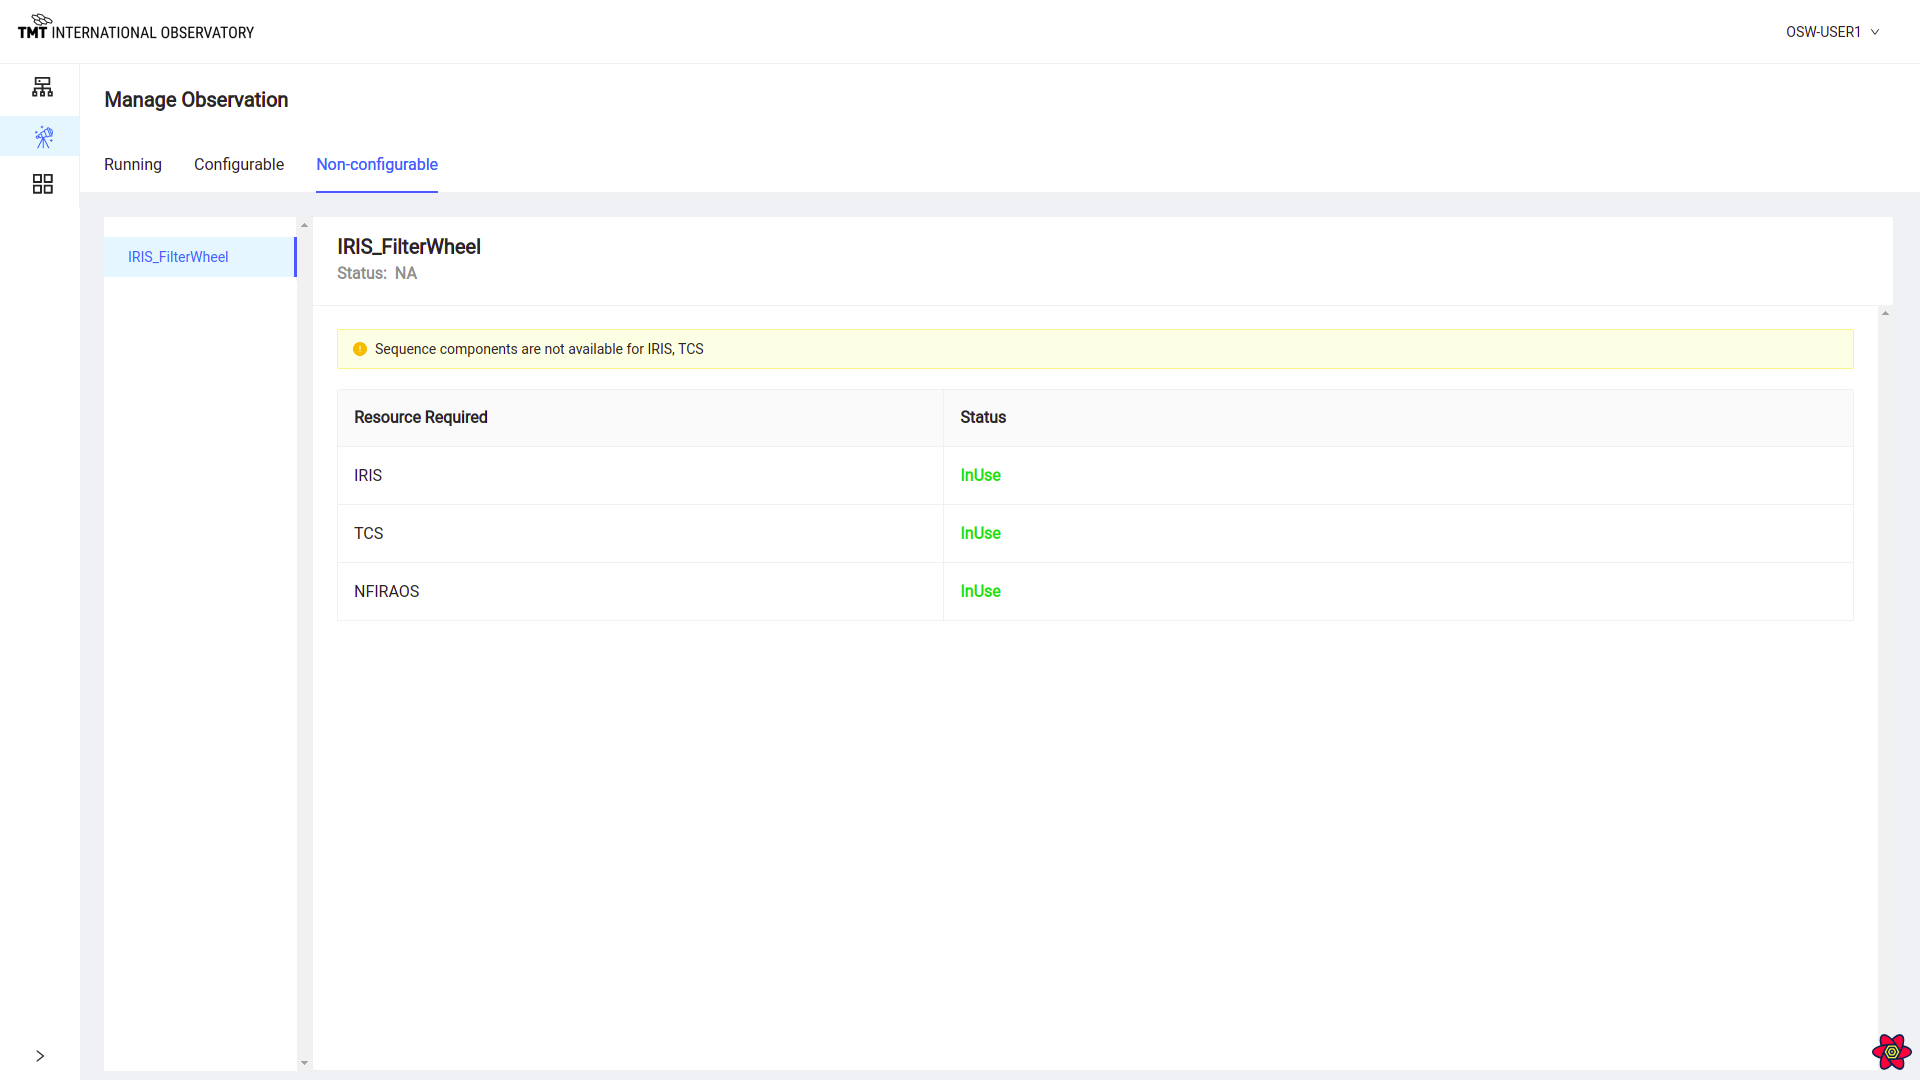 TMT INTERNATIONAL OBSERVATORY
OSW-USER1
Manage Observation
Running
Configurable
Non-configurable
IRIS_FilterWheel
IRIS_FilterWheel
Status: NA
Sequence components are not available for IRIS, TCS
Resource Required
Status
IRIS
InUse
TCS
InUse
NFIRAOS
InUse